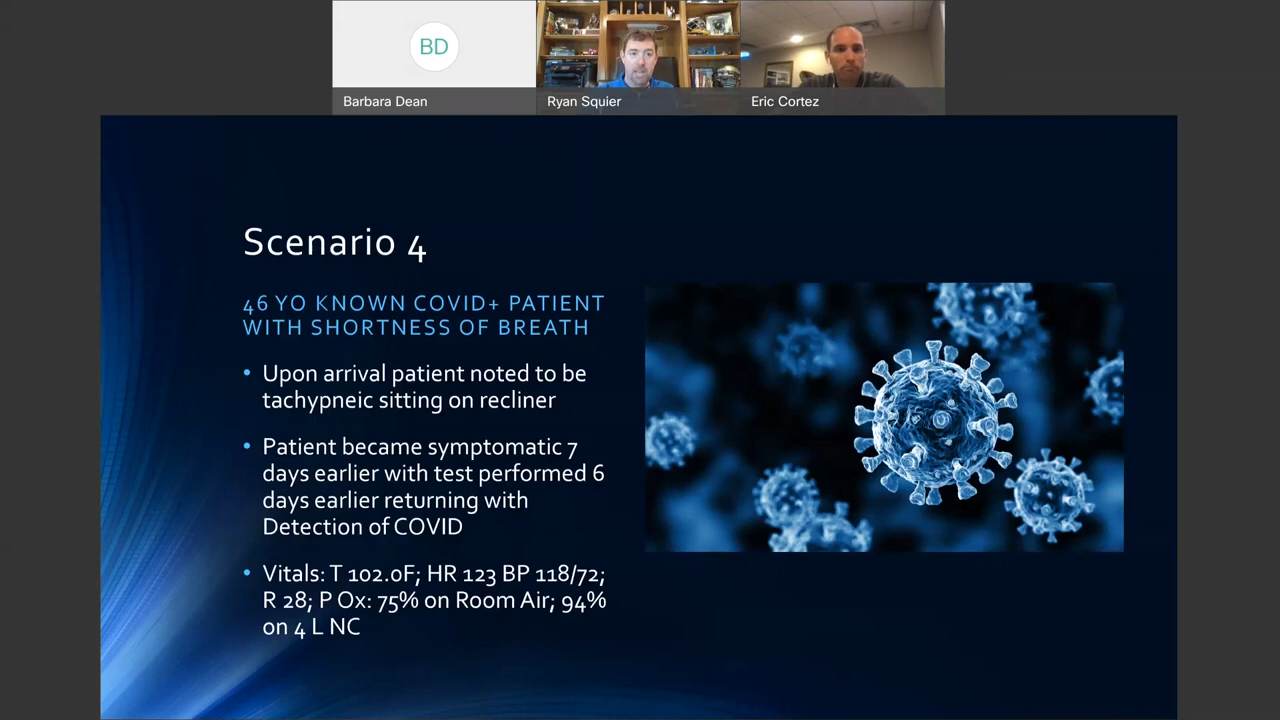 BD
Barbara Dean
Ryan Squier
Eric Cortez
Scenario 4
46 YO KNOWN COVID+ PATIENT
WITH SHORTNESS OF BREATH
• Upon arrival patient noted to be
tachypneic sitting on recliner
• Patient became symptomatic 7
days earlier with test performed 6
days earlier returning with
Detection of COVID
• Vitals: T 102.0F; HR 123 BP 118/72;
R 28; P Ox: 75% on Room Air; 94%
on 4 L NC